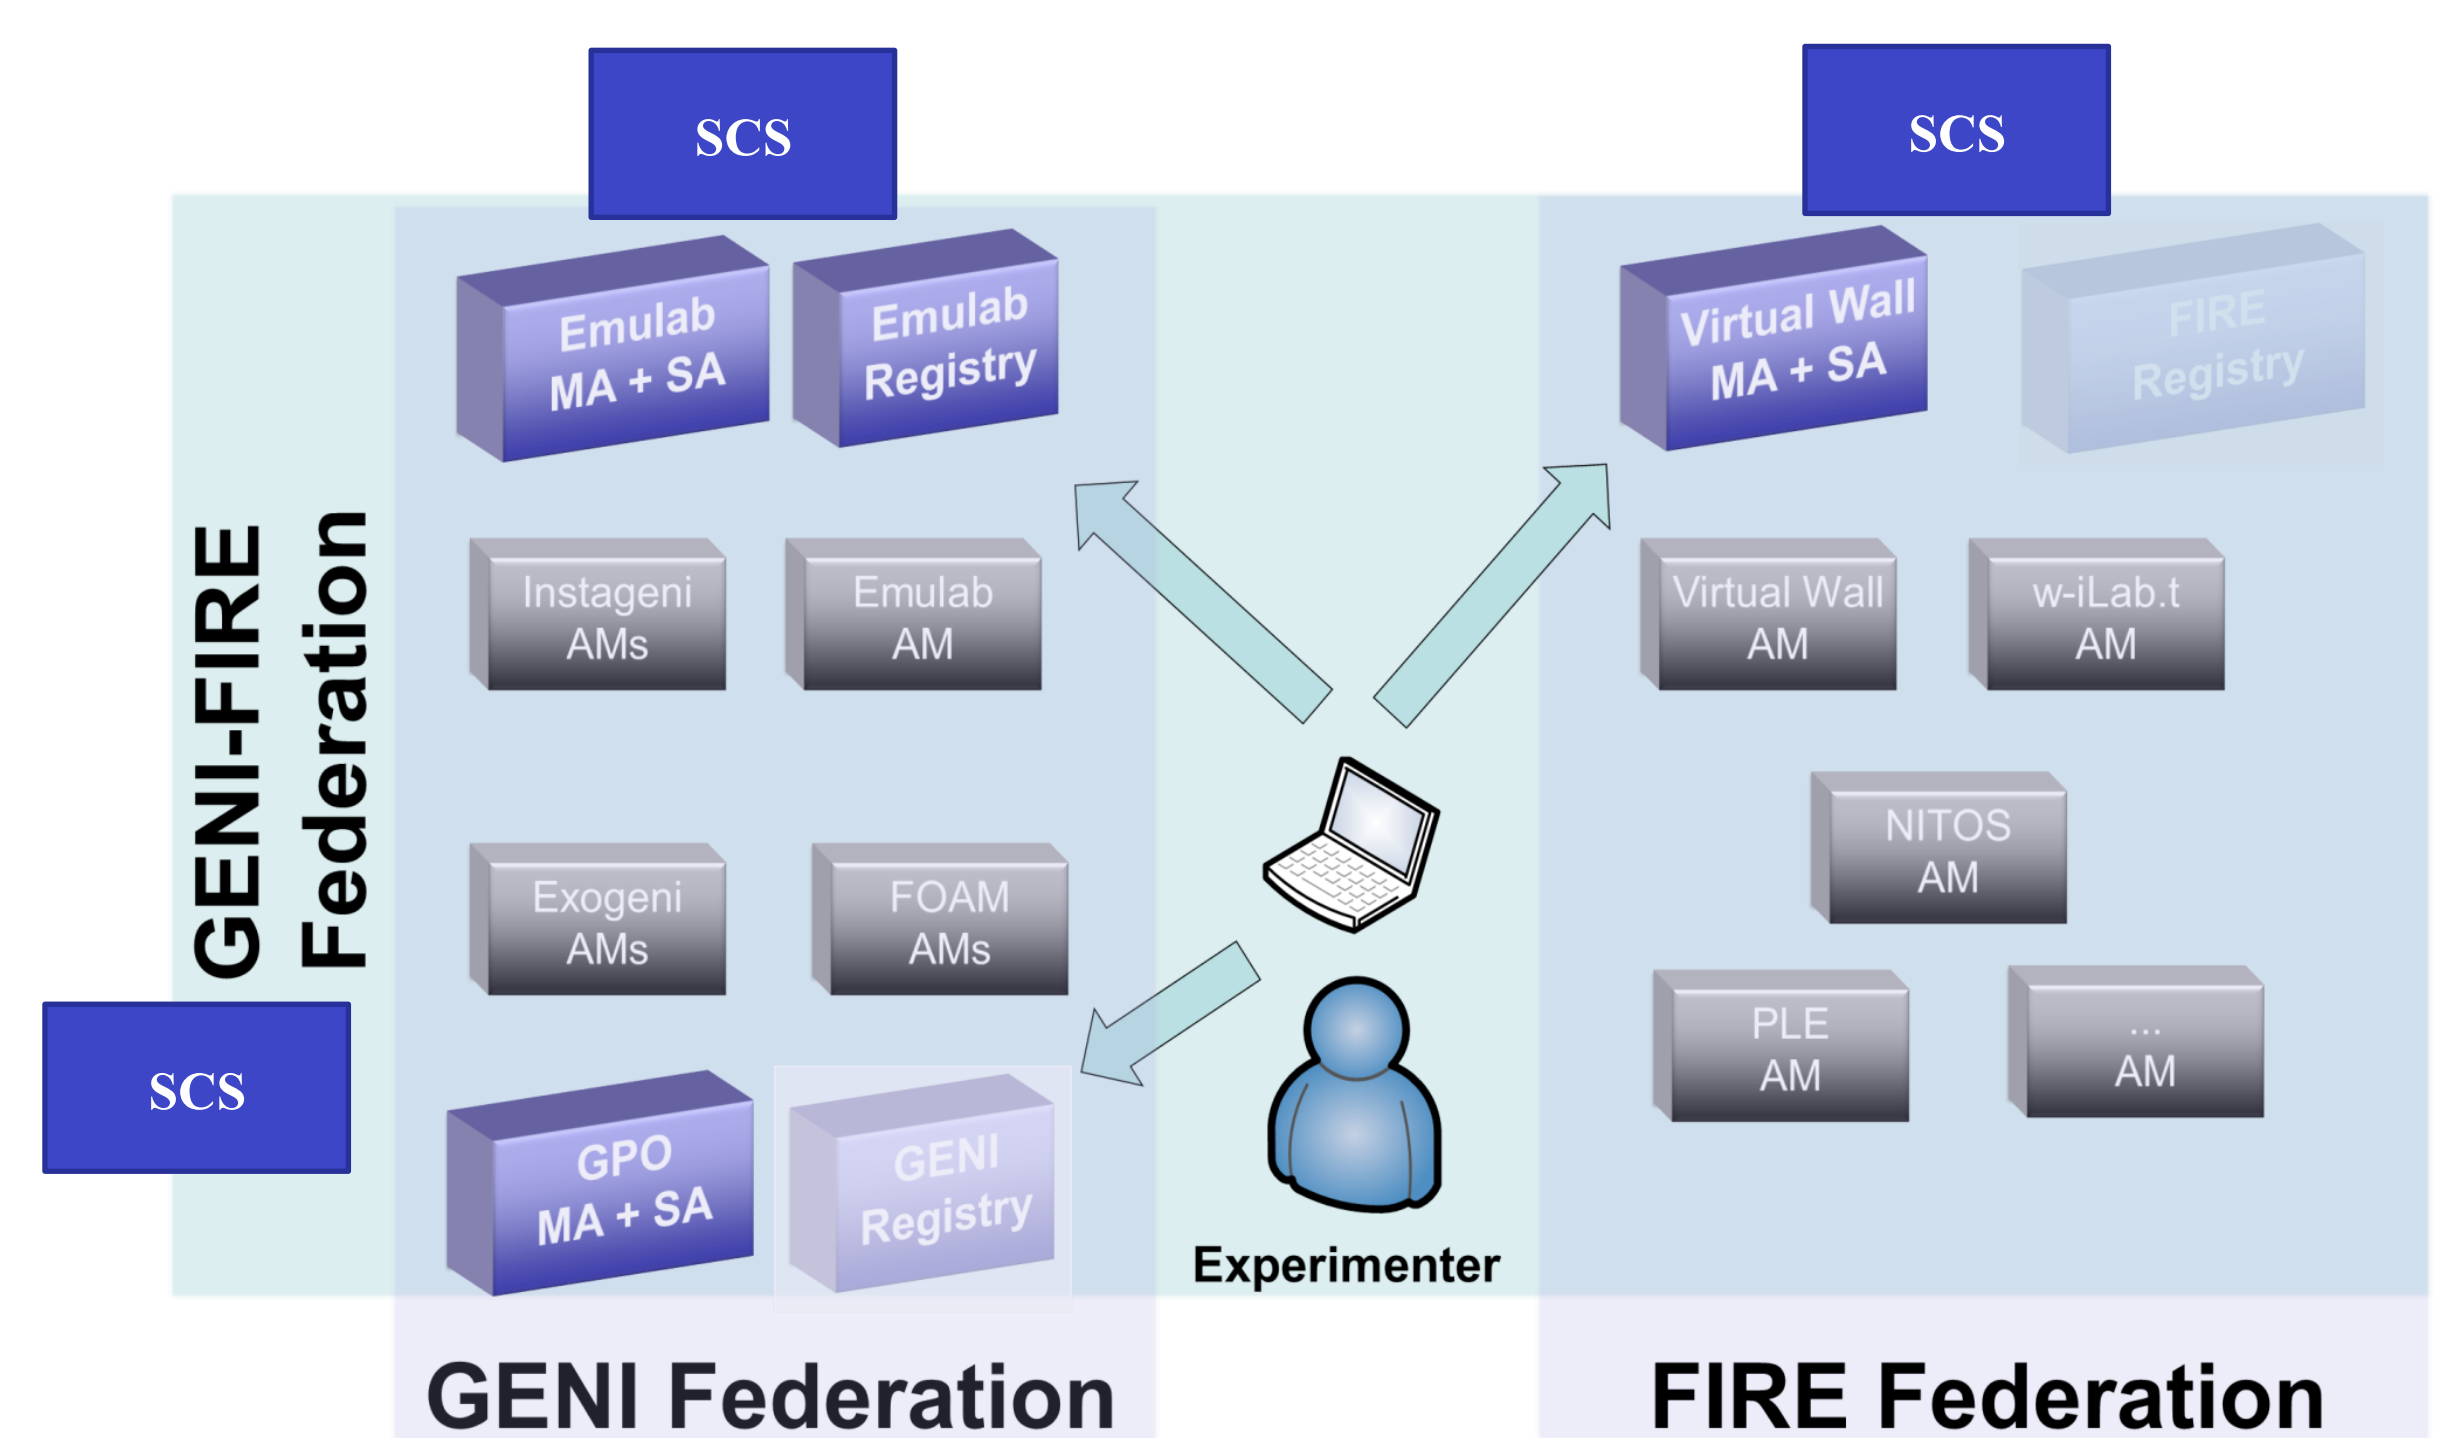 SCS
SCS
Emulab
MA + SA
Emulab
Registry
Virtual Wall
MA + SA
FIRE
Registry
GENI-FIRE
Federation
Instageni
AMs
Emulab
AM
Virtual Wall
AM
w-iLab.t
AM
NITOS
AM
Exogeni
AMs
FOAM
AMs
PLE
AM
...
AM
SCS
GPO
MA + SA
GENI
Registry
Experimenter
GENI Federation
FIRE Federation